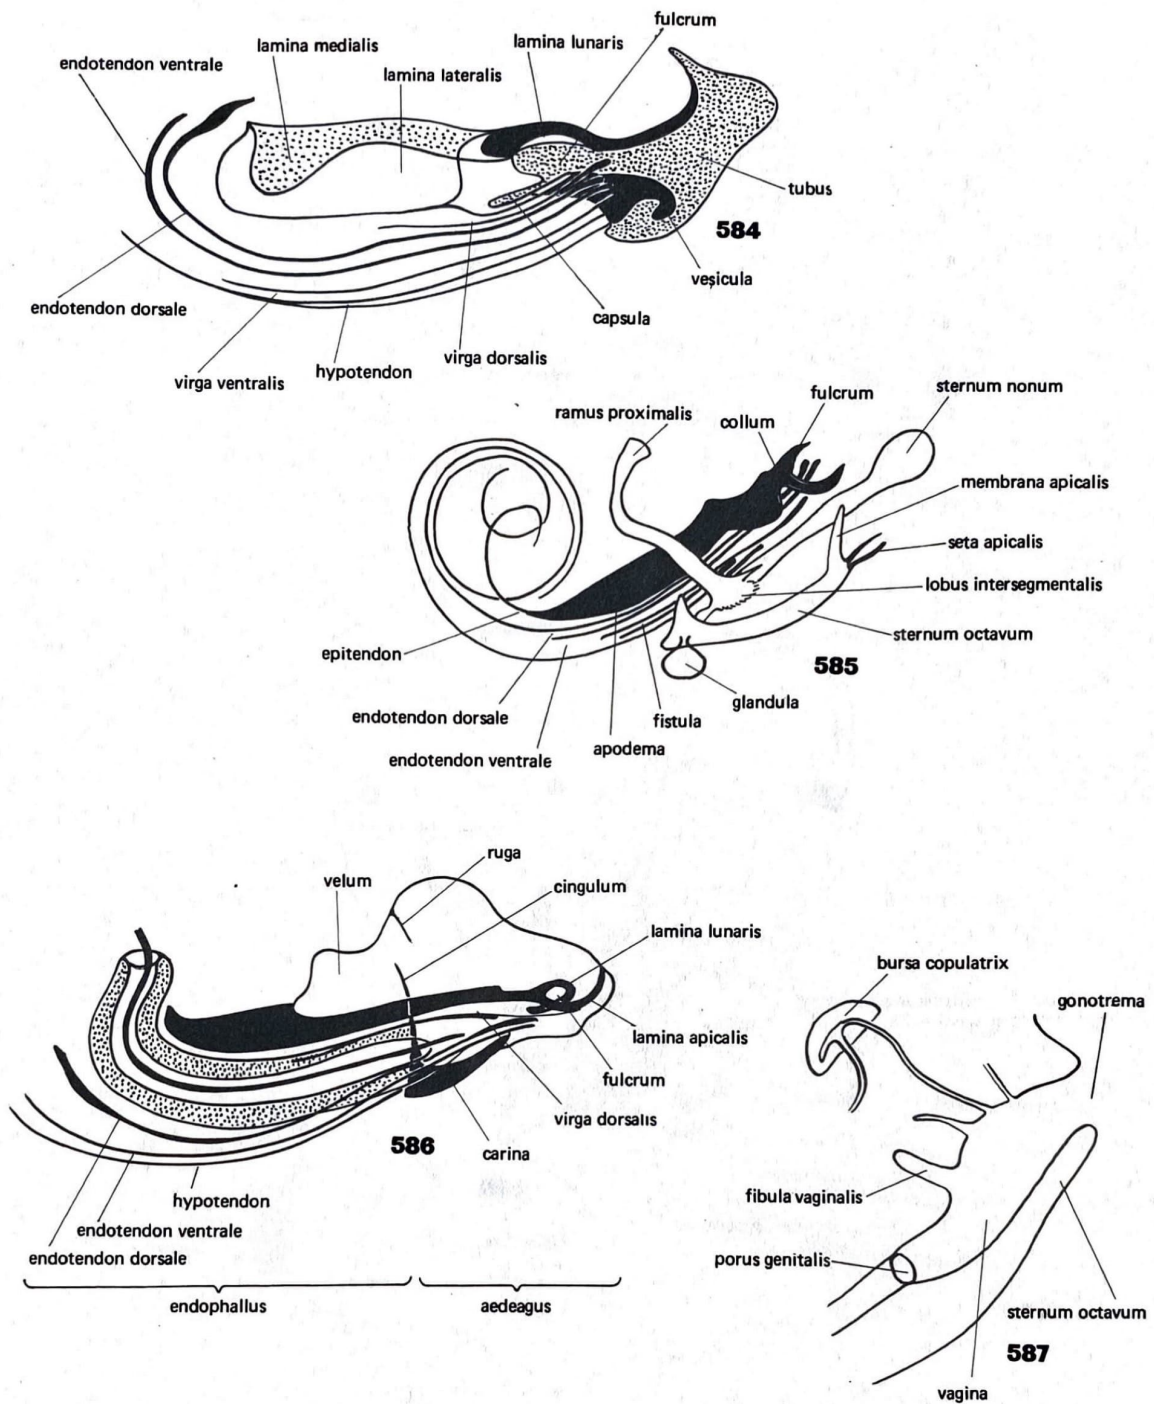 fulcrum
lamina medialis
lamina lunaris
endotendon ventrale
lamina lateralis
tubus
584
vesicula
endotendon dorsale
capsula
virga dorsalis
hypotendon
virga ventralis
sternum nonum
fulcrum
ramus proximalis
collum
membrana apicalis
seta apicalis
lobus intersegmentalis
sternum octavum
epitendon
585
glandula
endotendon dorsale
fistula
apodema
endotendon ventrale
ruga
velum
cingulum
lamina lunaris
lamina apicalis
fulcrum
virga dorsalis
586
carina
hypotendon
endotendon ventrale
endotendon dorsale
endophallus
aedeagus
bursa copulatrix
gonotrema
fibula vaginalis
porus genitalis
sternum octavum
587
vagina